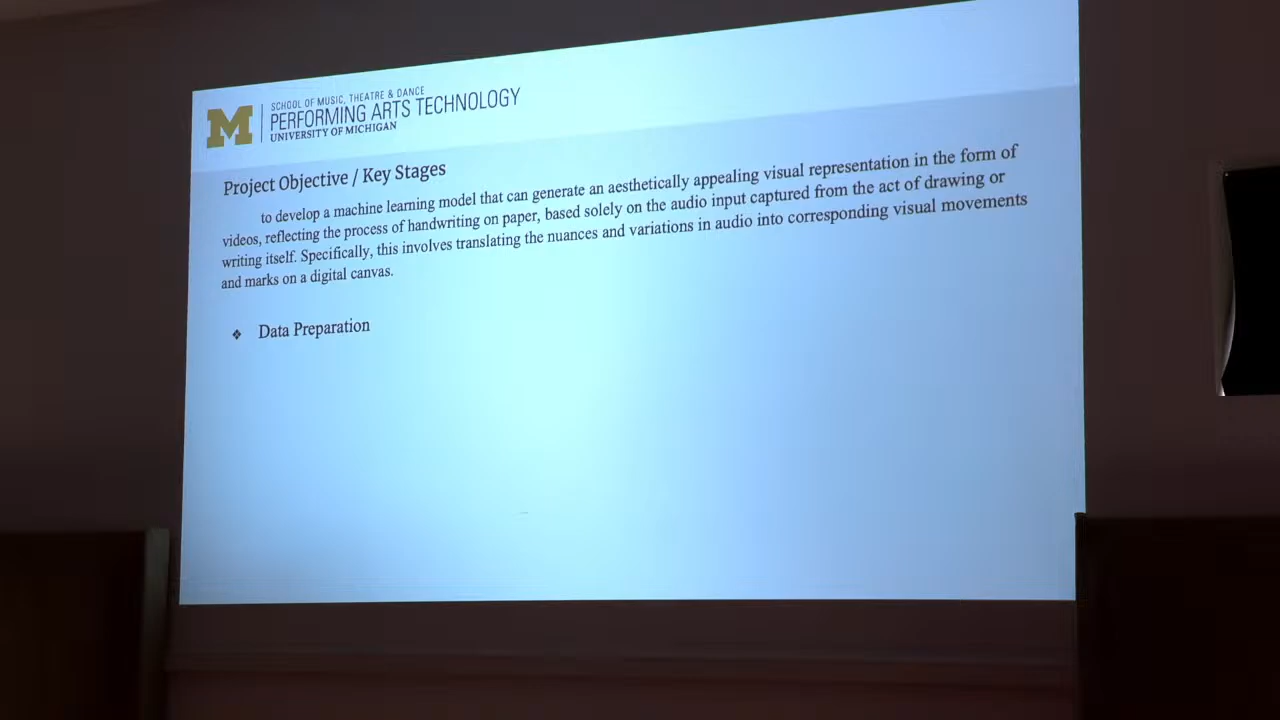 M
SCHOOL OF MUSIC, THEATRE & DANCE
PERFORMING ARTS TECHNOLOGY
UNIVERSITY OF MICHIGAN
Project Objective / Key Stages
to develop a machine learning model that can generate an aesthetically appealing visual representation in the form of
videos, reflecting the process of handwriting on paper, based solely on the audio input captured from the act of drawing or
writing itself. Specifically, this involves translating the nuances and variations in audio into corresponding visual movements
and marks on a digital canvas.
❖ Data Preparation